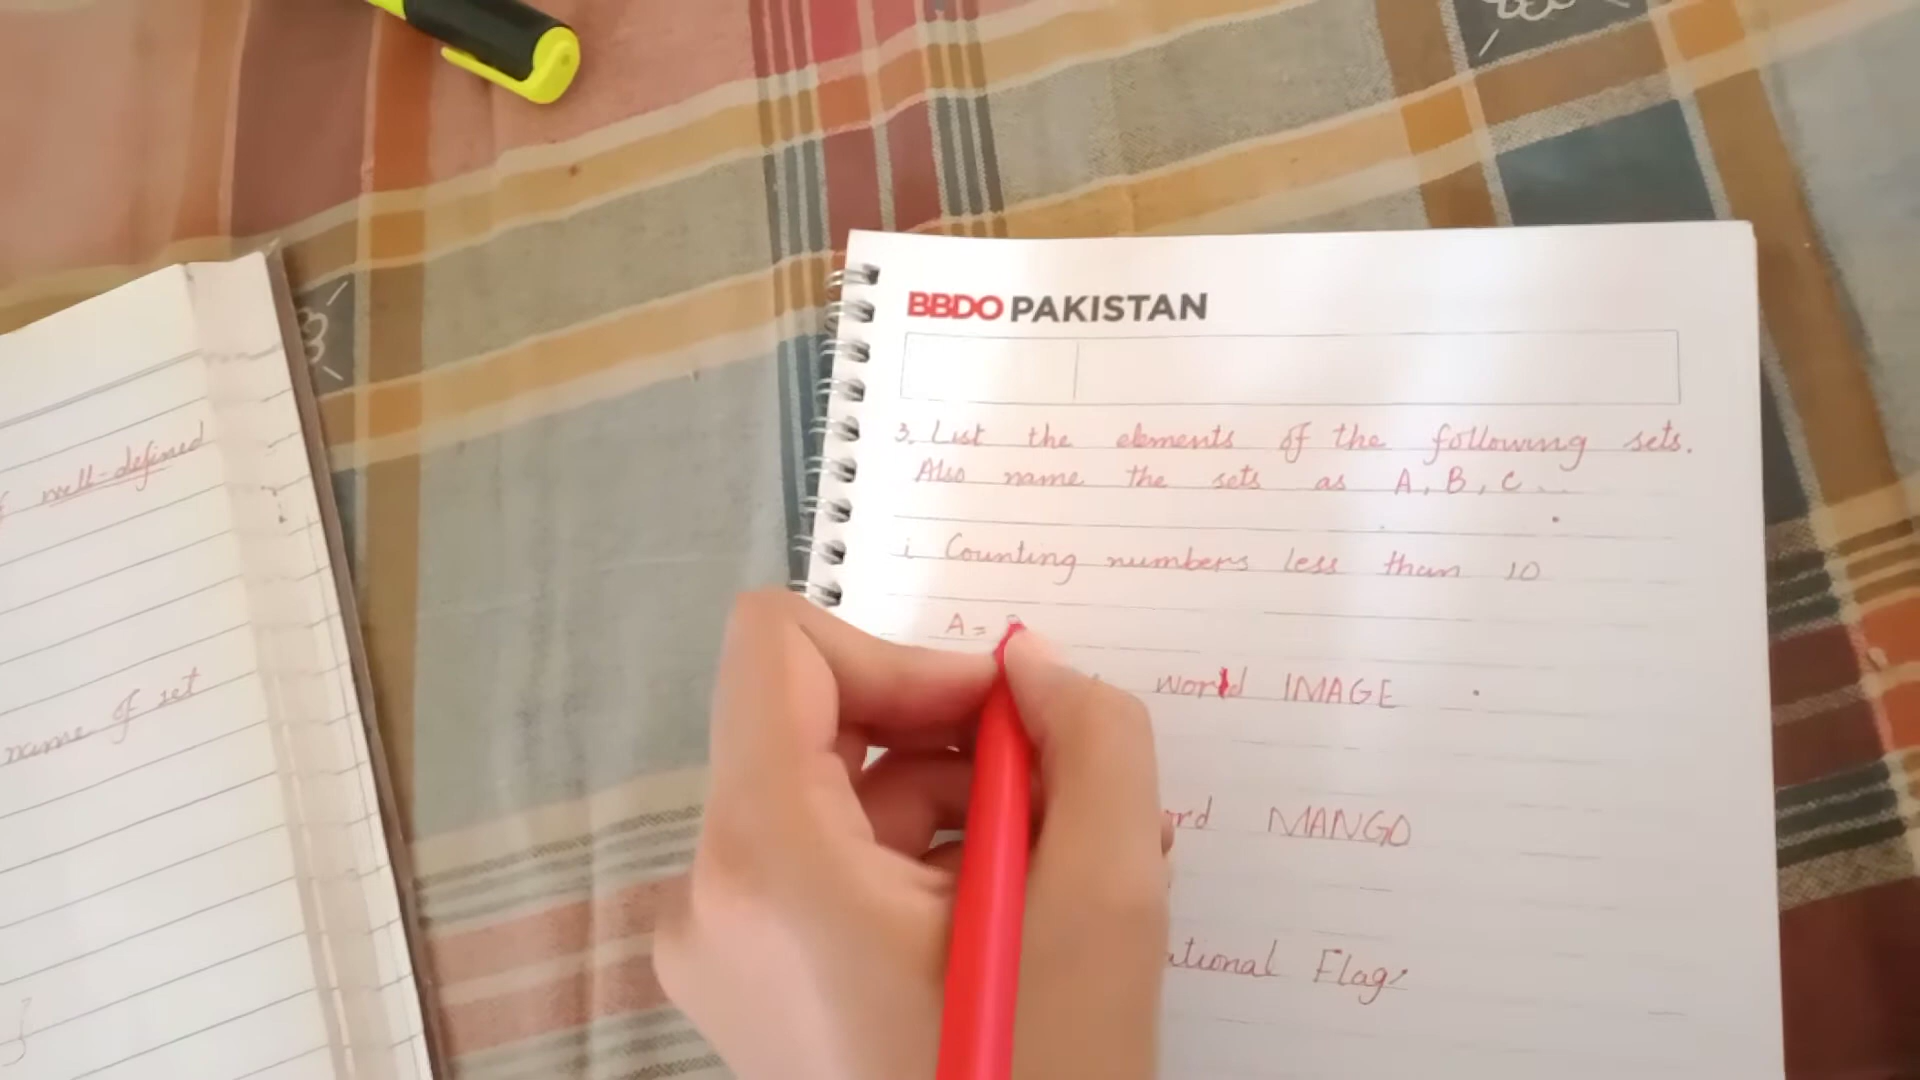 well-defined
name of set
BBDO PAKISTAN
3. List the elements of the following sets.
Also name the sets as A, B, C ...
i Counting numbers less than 10
A =
word IMAGE
ord MANGO
ational Flag